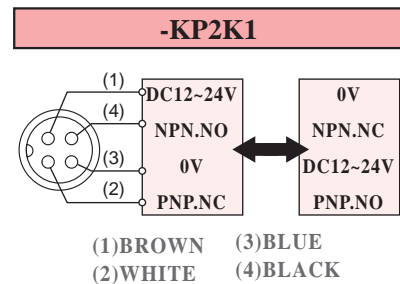 -KP2K1
(1) DC12~24V 0V
(4) NPN.NO NPN.NC
(3) 0V DC12~24V
(2) PNP.NC PNP.NO
(1)BROWN (3)BLUE
(2)WHITE (4)BLACK